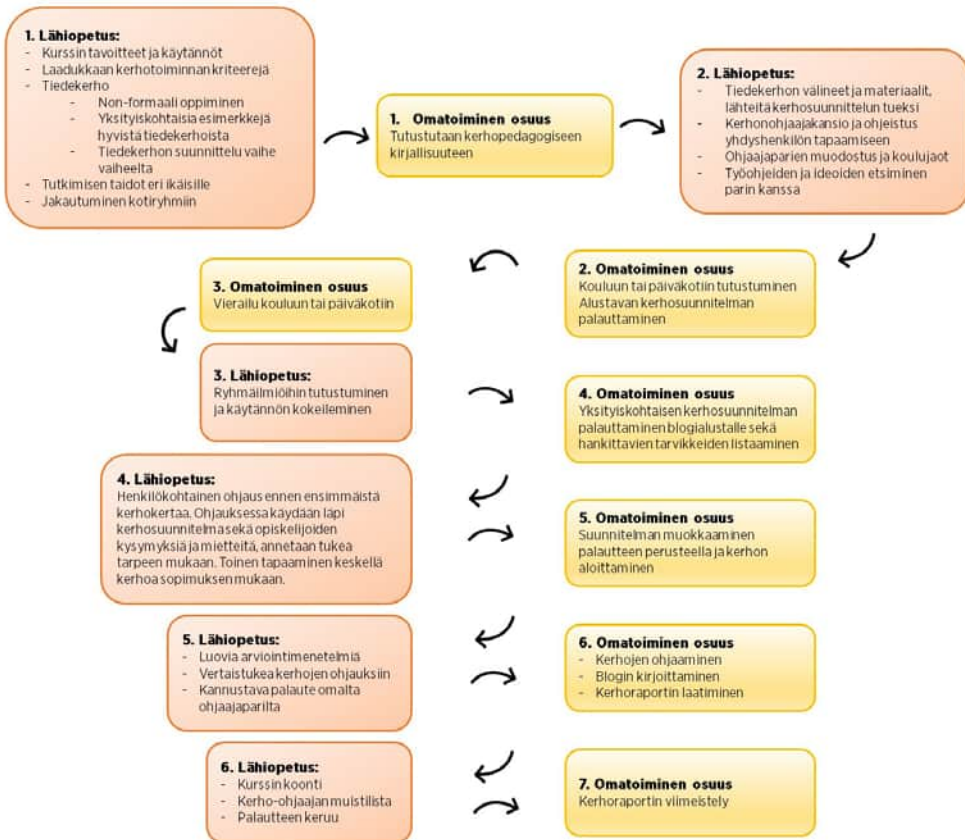 1. Lähiopetus:
- Kurssin tavoitteet ja käytännöt
- Laadukkaan kerhotoiminnan kriteerejä
- Tiedekerho
- Non-formaali oppiminen
- Yksityiskohtaisia esimerkkejä
hyvistä tiedekerhoista
- Tiedekerhon suunnittelu vaihe
vaiheelta
- Tutkimisen taidot eri ikäisille
- Jakautuminen kotiryhmiin
1. Omatoiminen osuus
Tutustutaan kerhopedagogiseen
kirjallisuuteen
2. Lähiopetus:
- Tiedekerhon välineet ja materiaalit,
lähteitä kerhosuunnittelun tueksi
- Kerhonohjaajakansio ja ohjeistus
yhdyshenkilön tapaamiseen
- Ohjaajaparien muodostus ja koulujaot
- Työohjeiden ja ideoiden etsiminen
parin kanssa
2. Omatoiminen osuus
Kouluun tai päiväkotiin tutustuminen
Alustavan kerhosuunnitelman
palauttaminen
3. Omatoiminen osuus
Vierailu kouluun tai päiväkotiin
3. Lähiopetus:
Ryhmäilmiöihin tutustuminen
ja käytännön kokeileminen
4. Omatoiminen osuus
Yksityiskohtaisen kerhosuunnitelman
palauttaminen blogialustalle sekä
hankittavien tarvikkeiden listaaminen
4. Lähiopetus:
Henkilökohtainen ohjaus ennen ensimmäistä
kerhokertaa. Ohjauksessa käydään läpi
kerhosuunnitelma sekä opiskelijoiden
kysymyksiä ja mietteitä, annetaan tukea
tarpeen mukaan. Toinen tapaaminen keskellä
kerhoa sopimuksen mukaan.
5. Omatoiminen osuus
Suunnitelman muokkaaminen
palautteen perusteella ja kerhon
aloittaminen
5. Lähiopetus:
- Luovia arviointimenetelmiä
- Vertaistukea kerhojen ohjauksiin
- Kannustava palaute omalta
ohjaajaparilta
6. Omatoiminen osuus
- Kerhojen ohjaaminen
- Blogin kirjoittaminen
- Kerhoraportin laatiminen
6. Lähiopetus:
- Kurssin koonti
- Kerho-ohjaajan muistilista
- Palautteen keruu
7. Omatoiminen osuus
Kerhoraportin viimeistely